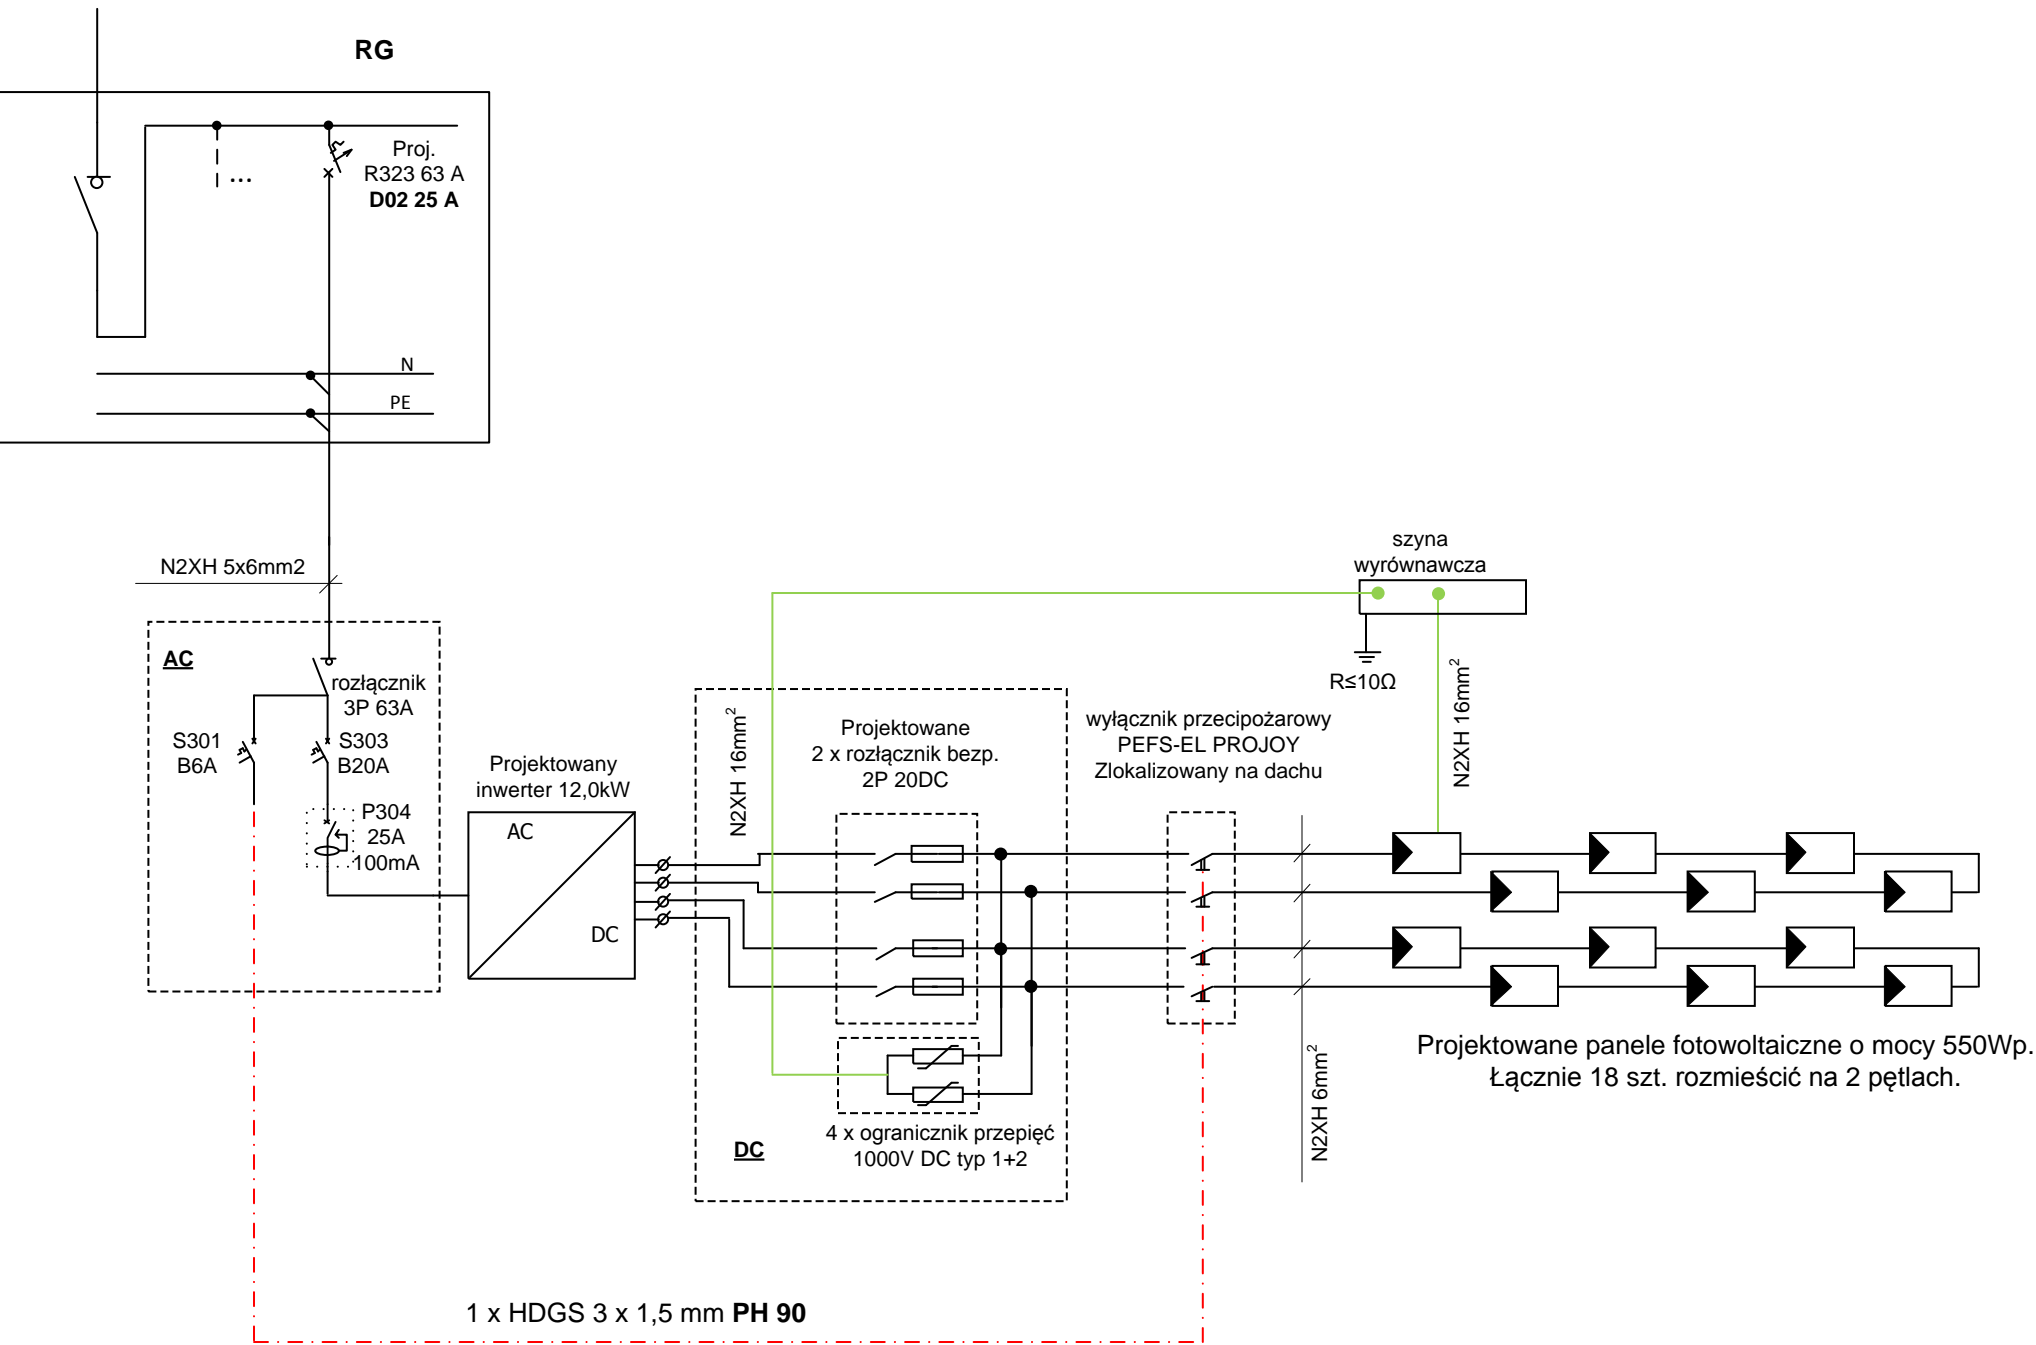 RG
Proj.
R323 63 A
D02 25 A
...
N
PE
N2XH 5x6mm2
AC
rozłącznik
3P 63A
S301
B6A
S303
B20A
P304
25A
100mA
Projektowany
inwerter 12,0kW
AC
DC
N2XH 16mm²
Projektowane
2 x rozłącznik bezp.
2P 20DC
4 x ogranicznik przepięć
1000V DC typ 1+2
DC
wyłącznik przecipożarowy
PEFS-EL PROJOY
Zlokalizowany na dachu
szyna
wyrównawcza
R≤10Ω
N2XH 16mm²
N2XH 6mm²
Projektowane panele fotowoltaiczne o mocy 550Wp.
Łącznie 18 szt. rozmieścić na 2 pętlach.
1 x HDGS 3 x 1,5 mm PH 90